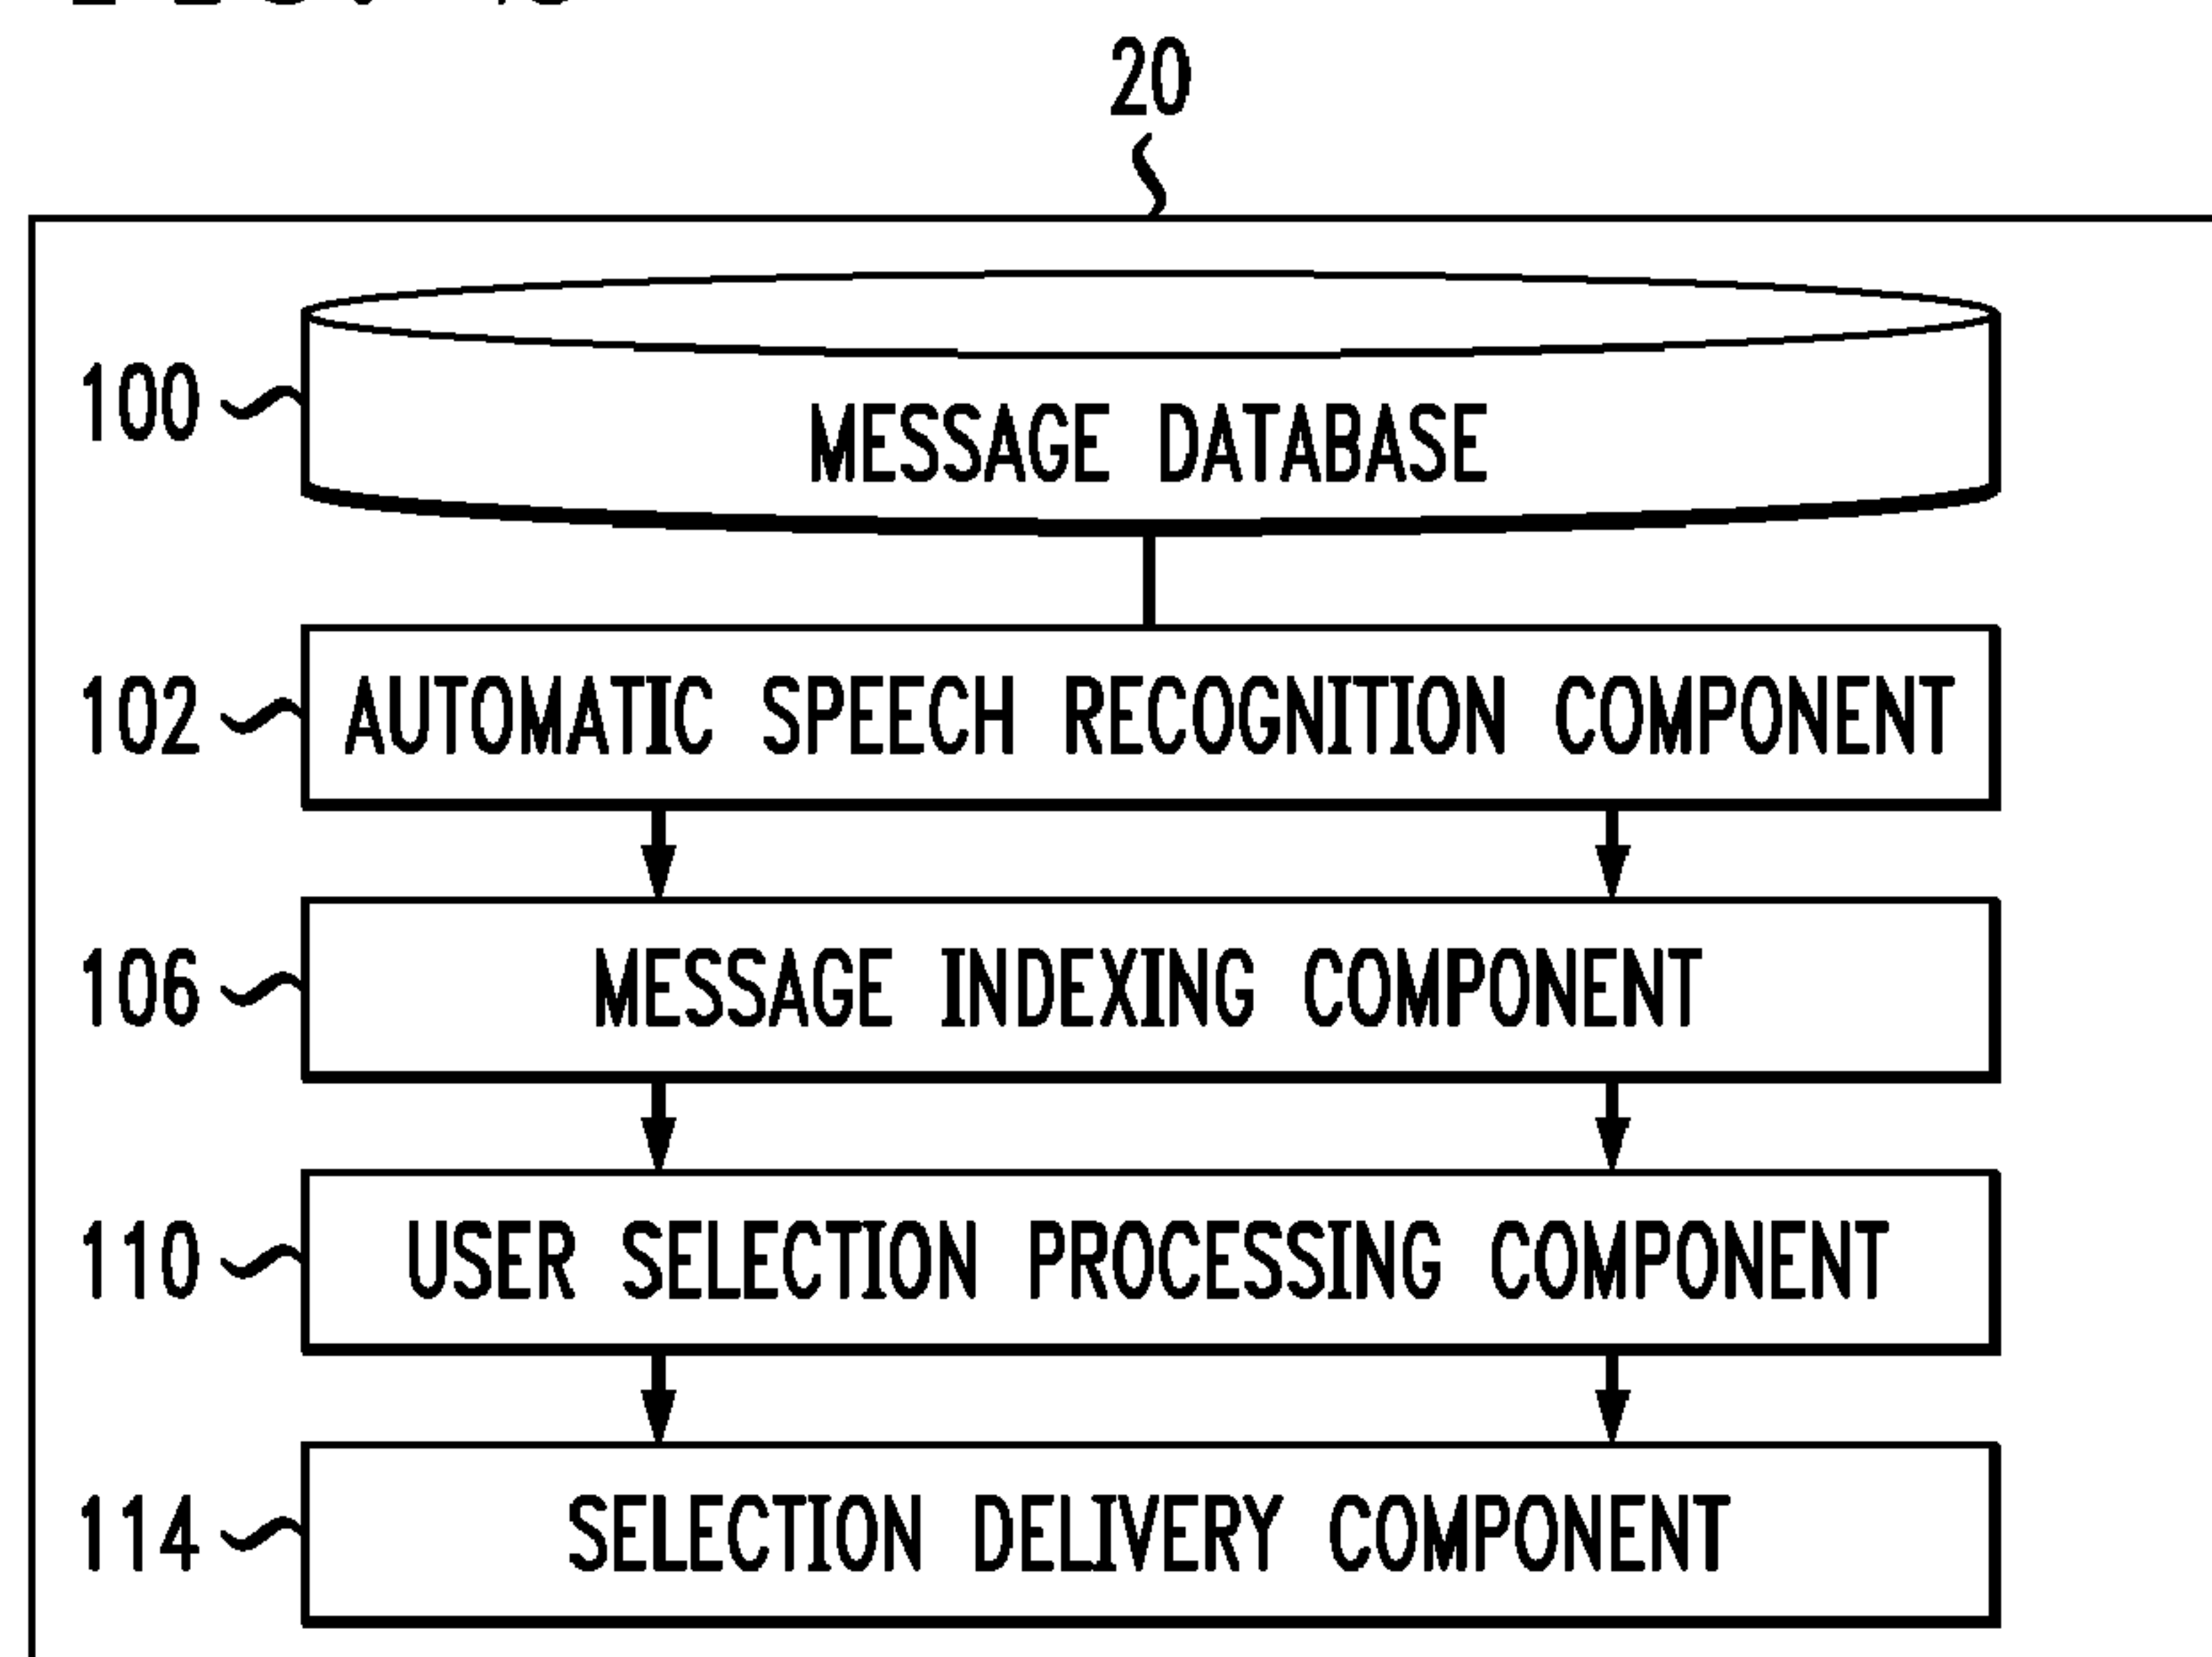 20
100
MESSAGE DATABASE
102
AUTOMATIC SPEECH RECOGNITION COMPONENT
106
MESSAGE INDEXING COMPONENT
110
USER SELECTION PROCESSING COMPONENT
114
SELECTION DELIVERY COMPONENT